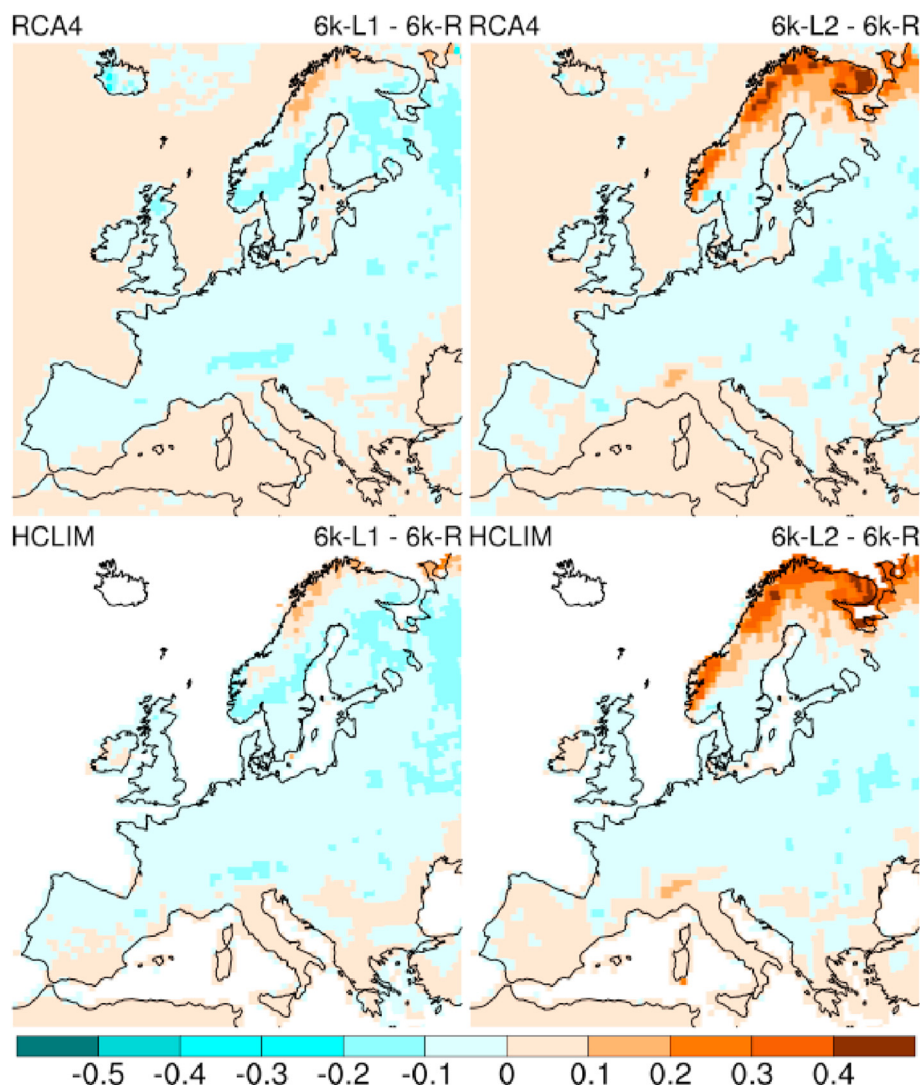 RCA4 6k-L1 - 6k-R
RCA4 6k-L2 - 6k-R
HCLIM 6k-L1 - 6k-R
HCLIM 6k-L2 - 6k-R
-0.5 -0.4 -0.3 -0.2 -0.1 0 0.1 0.2 0.3 0.4